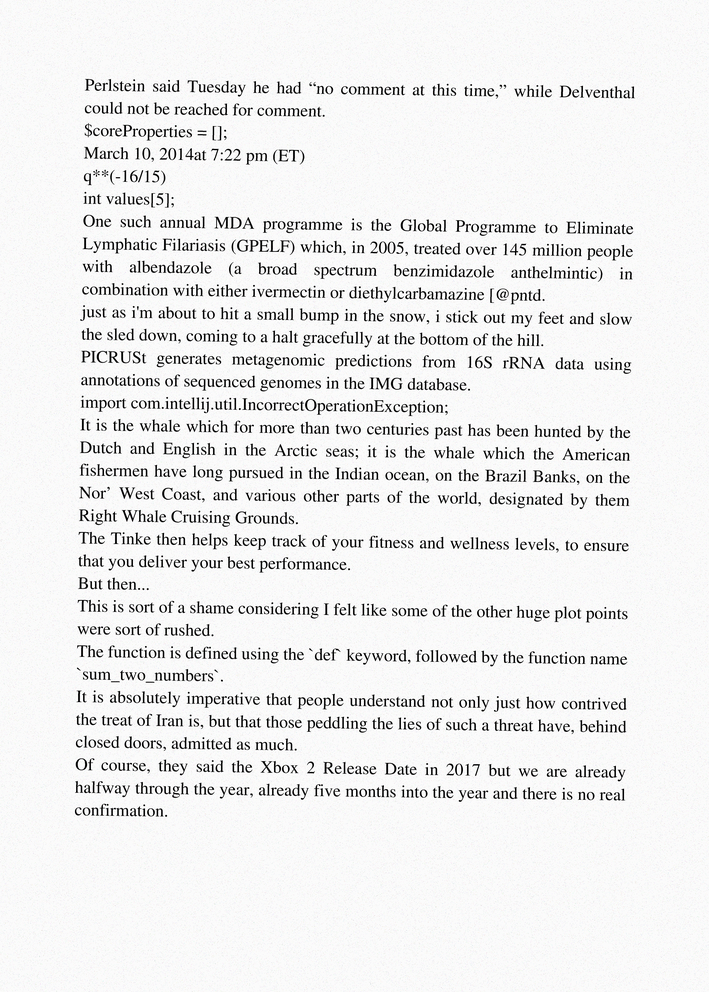 Perlstein said Tuesday he had “no comment at this time,” while Delventhal
could not be reached for comment.
$coreProperties = [];
March 10, 2014at 7:22 pm (ET)
q**(-16/15)
int values[5];
One such annual MDA programme is the Global Programme to Eliminate
Lymphatic Filariasis (GPELF) which, in 2005, treated over 145 million people
with albendazole (a broad spectrum benzimidazole anthelmintic) in
combination with either ivermectin or diethylcarbamazine [@pntd.
just as i'm about to hit a small bump in the snow, i stick out my feet and slow
the sled down, coming to a halt gracefully at the bottom of the hill.
PICRUSt generates metagenomic predictions from 16S rRNA data using
annotations of sequenced genomes in the IMG database.
import com.intellij.util.IncorrectOperationException;
It is the whale which for more than two centuries past has been hunted by the
Dutch and English in the Arctic seas; it is the whale which the American
fishermen have long pursued in the Indian ocean, on the Brazil Banks, on the
Nor’ West Coast, and various other parts of the world, designated by them
Right Whale Cruising Grounds.
The Tinke then helps keep track of your fitness and wellness levels, to ensure
that you deliver your best performance.
But then...
This is sort of a shame considering I felt like some of the other huge plot points
were sort of rushed.
The function is defined using the `def` keyword, followed by the function name
`sum_two_numbers`.
It is absolutely imperative that people understand not only just how contrived
the treat of Iran is, but that those peddling the lies of such a threat have, behind
closed doors, admitted as much.
Of course, they said the Xbox 2 Release Date in 2017 but we are already
halfway through the year, already five months into the year and there is no real
confirmation.